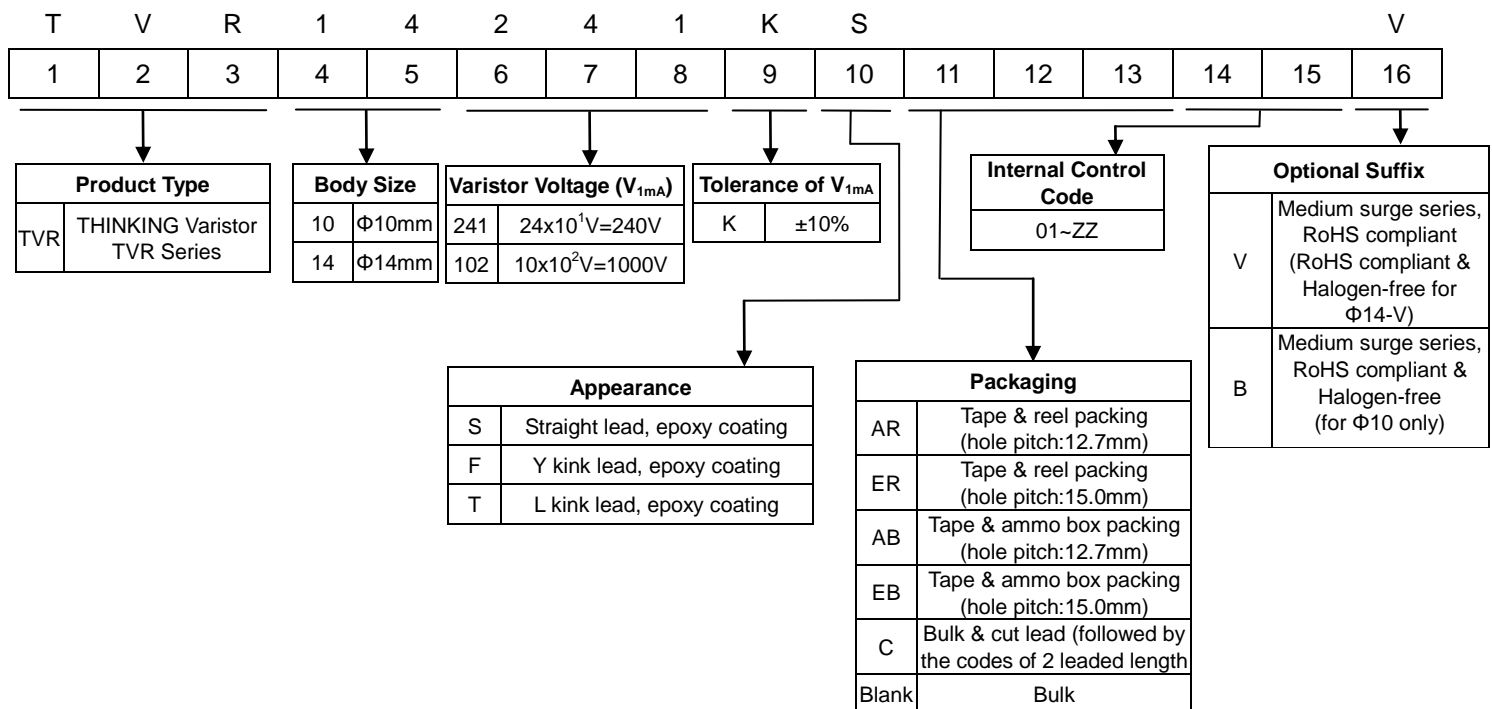 T V R 1 4 2 4 1 K S V
1 2 3 4 5 6 7 8 9 10 11 12 13 14 15 16
Product Type
TVR THINKING Varistor
TVR Series
Body Size
10 Φ10mm
14 Φ14mm
Varistor Voltage (V1mA)
241 24x10¹V=240V
102 10x10²V=1000V
Tolerance of V1mA
K ±10%
Internal Control
Code
01~ZZ
Optional Suffix
V Medium surge series,
RoHS compliant
(RoHS compliant &
Halogen-free for
Φ14-V)
B Medium surge series,
RoHS compliant &
Halogen-free
(for Φ10 only)
Appearance
S Straight lead, epoxy coating
F Y kink lead, epoxy coating
T L kink lead, epoxy coating
Packaging
AR Tape & reel packing
(hole pitch:12.7mm)
ER Tape & reel packing
(hole pitch:15.0mm)
AB Tape & ammo box packing
(hole pitch:12.7mm)
EB Tape & ammo box packing
(hole pitch:15.0mm)
C Bulk & cut lead (followed by
the codes of 2 leaded length
Blank Bulk